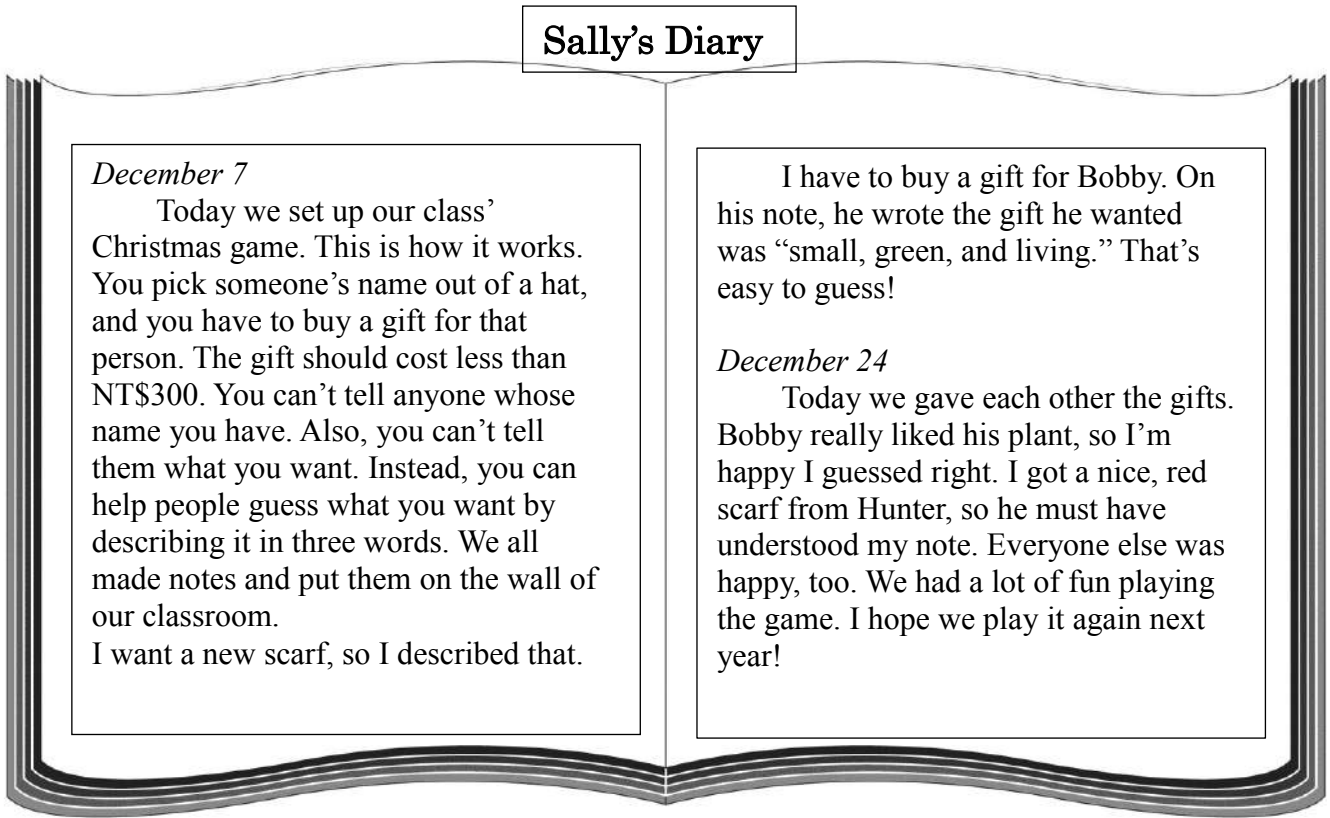 Sally’s Diary
December 7
Today we set up our class’
Christmas game. This is how it works.
You pick someone’s name out of a hat,
and you have to buy a gift for that
person. The gift should cost less than
NT$300. You can’t tell anyone whose
name you have. Also, you can’t tell
them what you want. Instead, you can
help people guess what you want by
describing it in three words. We all
made notes and put them on the wall of
our classroom.
I want a new scarf, so I described that.
I have to buy a gift for Bobby. On
his note, he wrote the gift he wanted
was “small, green, and living.” That’s
easy to guess!
December 24
Today we gave each other the gifts.
Bobby really liked his plant, so I’m
happy I guessed right. I got a nice, red
scarf from Hunter, so he must have
understood my note. Everyone else was
happy, too. We had a lot of fun playing
the game. I hope we play it again next
year!